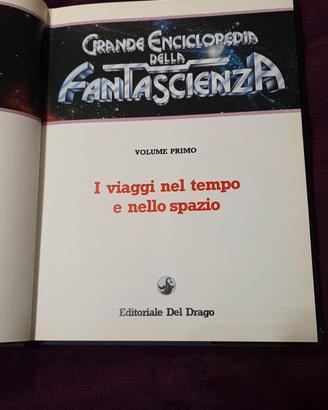 GRANDE ENCICLOPEDIA
DELLA
FANTASCIENZA
VOLUME PRIMO
I viaggi nel tempo
e nello spazio
Editoriale Del Drago